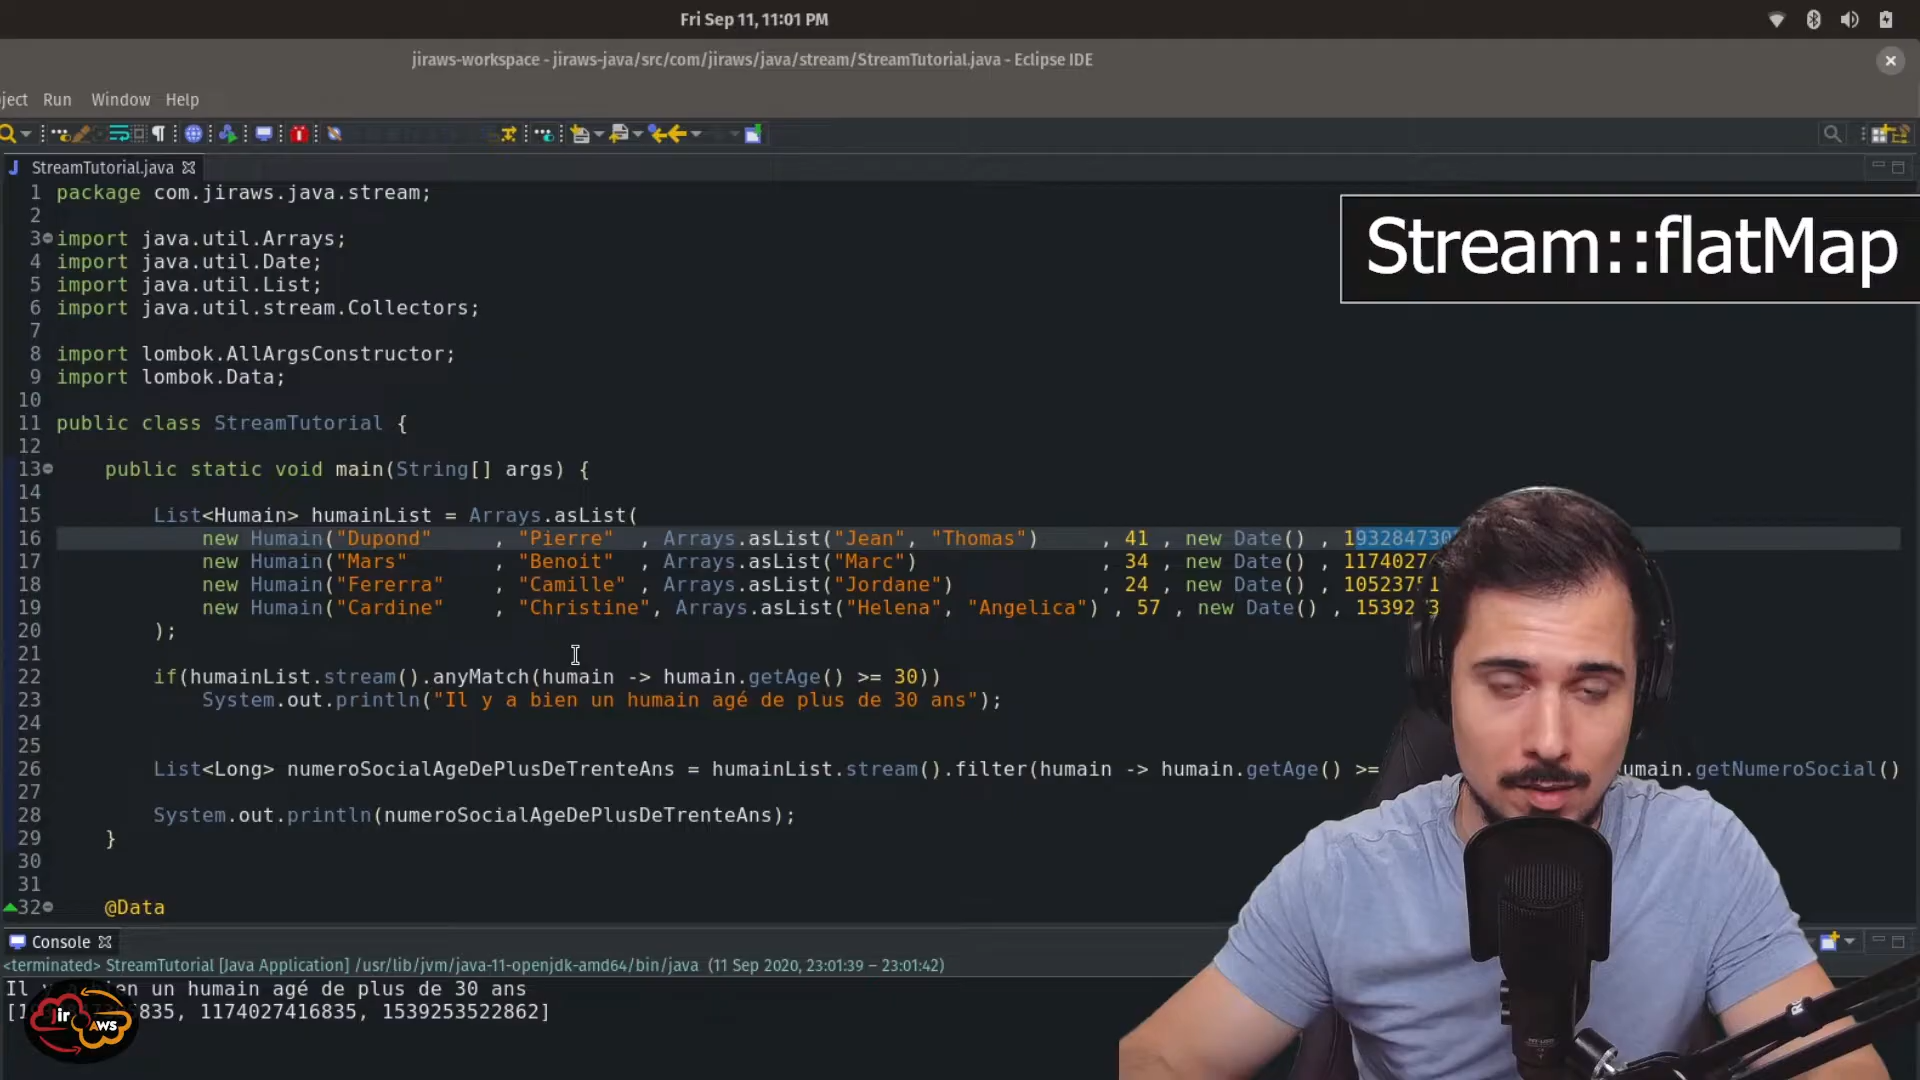 Fri Sep 11, 11:01 PM
jiraws-workspace - jiraws-java/src/com/jiraws/java/stream/StreamTutorial.java - Eclipse IDE
ject Run Window Help
StreamTutorial.java
Stream::flatMap
1 package com.jiraws.java.stream;
2
3 import java.util.Arrays;
4 import java.util.Date;
5 import java.util.List;
6 import java.util.stream.Collectors;
7
8 import lombok.AllArgsConstructor;
9 import lombok.Data;
10
11 public class StreamTutorial {
12
13 public static void main(String[] args) {
14
15 List<Humain> humainList = Arrays.asList(
16 new Humain("Dupond" , "Pierre" , Arrays.asList("Jean", "Thomas") , 41 , new Date() , 193284730
17 new Humain("Mars" , "Benoit" , Arrays.asList("Marc") , 34 , new Date() , 1174027
18 new Humain("Fererra" , "Camille" , Arrays.asList("Jordane") , 24 , new Date() , 10523751
19 new Humain("Cardine" , "Christine", Arrays.asList("Helena", "Angelica") , 57 , new Date() , 15392
20 );
21
22 if(humainList.stream().anyMatch(humain -> humain.getAge() >= 30))
23 System.out.println("Il y a bien un humain agé de plus de 30 ans");
24
25
26 List<Long> numeroSocialAgeDePlusDeTrenteAns = humainList.stream().filter(humain -> humain.getAge() >= umain.getNumeroSocial()
27
28 System.out.println(numeroSocialAgeDePlusDeTrenteAns);
29 }
30
31
32 @Data
Console
<terminated> StreamTutorial [Java Application] /usr/lib/jvm/java-11-openjdk-amd64/bin/java (11 Sep 2020, 23:01:39 – 23:01:42)
Il y bien un humain agé de plus de 30 ans
835, 1174027416835, 1539253522862]
Jir AWS